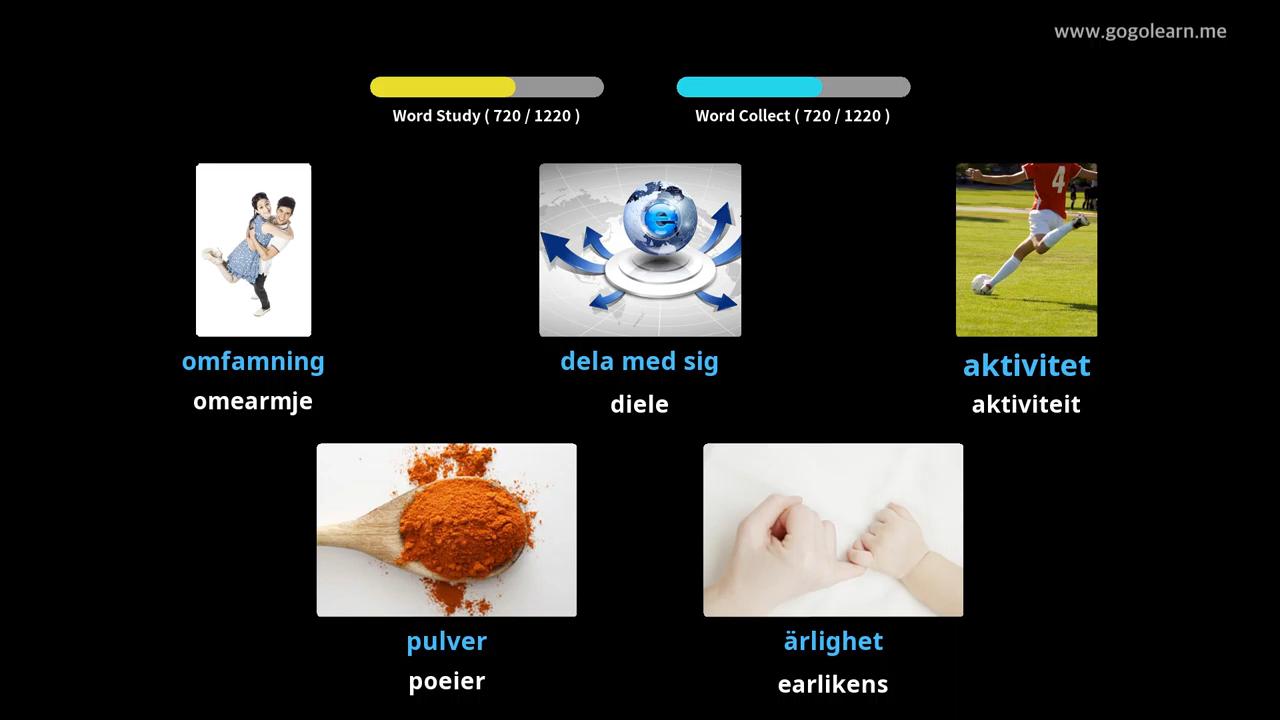 www.gogolearn.me
Word Study ( 720 / 1220 )
Word Collect ( 720 / 1220 )
4
e
omfamning
dela med sig
aktivitet
omearmje
diele
aktiviteit
pulver
ärlighet
poeier
earlikens